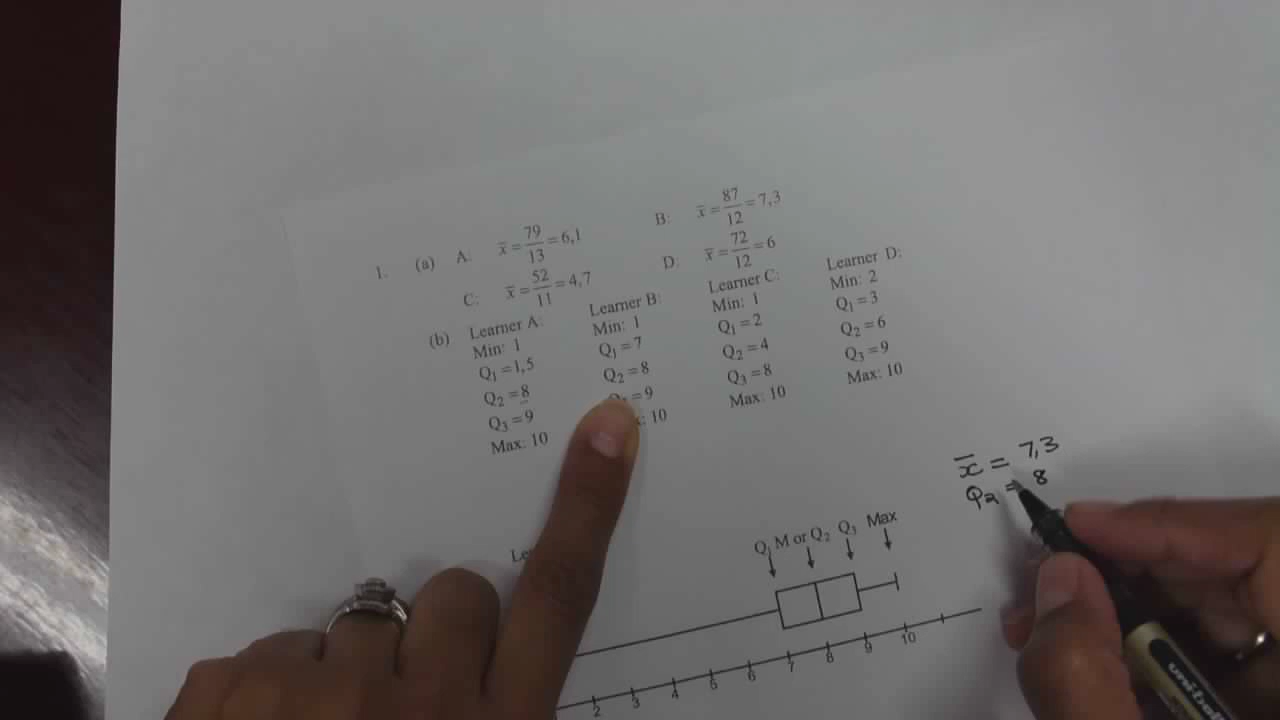 1. (a) A: x̄ = 79/13 = 6,1 B: x̄ = 87/12 = 7,3
C: x̄ = 52/11 = 4,7 D: x̄ = 72/12 = 6
(b) Learner A: Learner B: Learner C: Learner D:
Min: 1 Min: 1 Min: 1 Min: 2
Q₁ = 1,5 Q₁ = 7 Q₁ = 2 Q₁ = 3
Q₂ = 8 Q₂ = 8 Q₂ = 4 Q₂ = 6
Q₃ = 9 = 9 Q₃ = 8 Q₃ = 9
Max: 10 : 10 Max: 10 Max: 10
x̄ = 7,3
Q₂ = 8
Q₁ M or Q₂ Q₃ Max
2 3 4 5 6 7 8 9 10